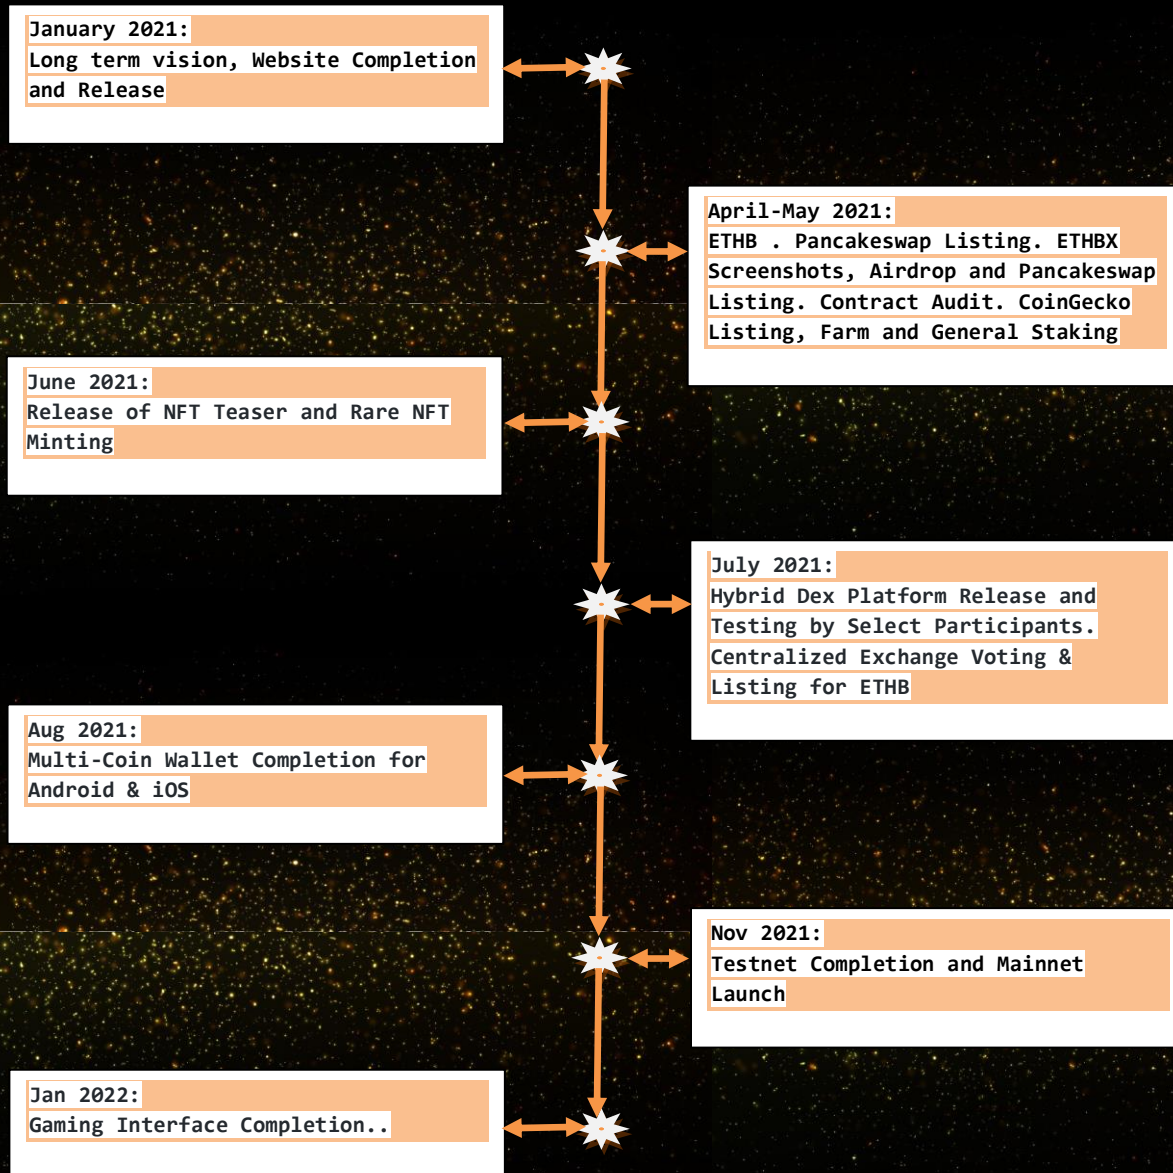 January 2021:
Long term vision, Website Completion
and Release
April-May 2021:
ETHB . Pancakeswap Listing. ETHBX
Screenshots, Airdrop and Pancakeswap
Listing. Contract Audit. CoinGecko
Listing, Farm and General Staking
June 2021:
Release of NFT Teaser and Rare NFT
Minting
July 2021:
Hybrid Dex Platform Release and
Testing by Select Participants.
Centralized Exchange Voting &
Listing for ETHB
Aug 2021:
Multi-Coin Wallet Completion for
Android & iOS
Nov 2021:
Testnet Completion and Mainnet
Launch
Jan 2022:
Gaming Interface Completion..